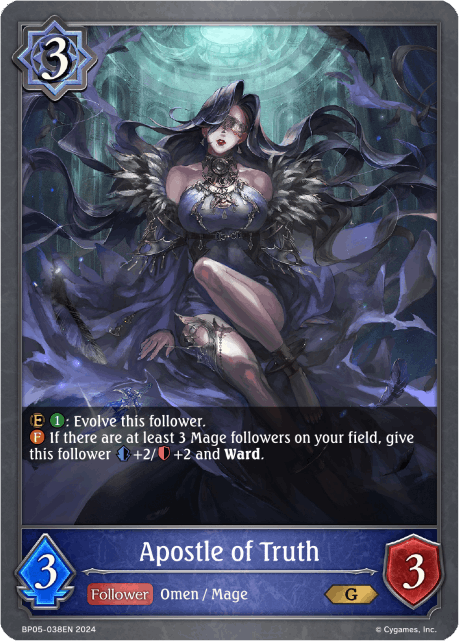 3
E 1: Evolve this follower.
F If there are at least 3 Mage followers on your field, give
this follower +2/ +2 and Ward.
Apostle of Truth
3
Follower Omen / Mage G
3
BP05-038EN 2024 © Cygames, Inc.